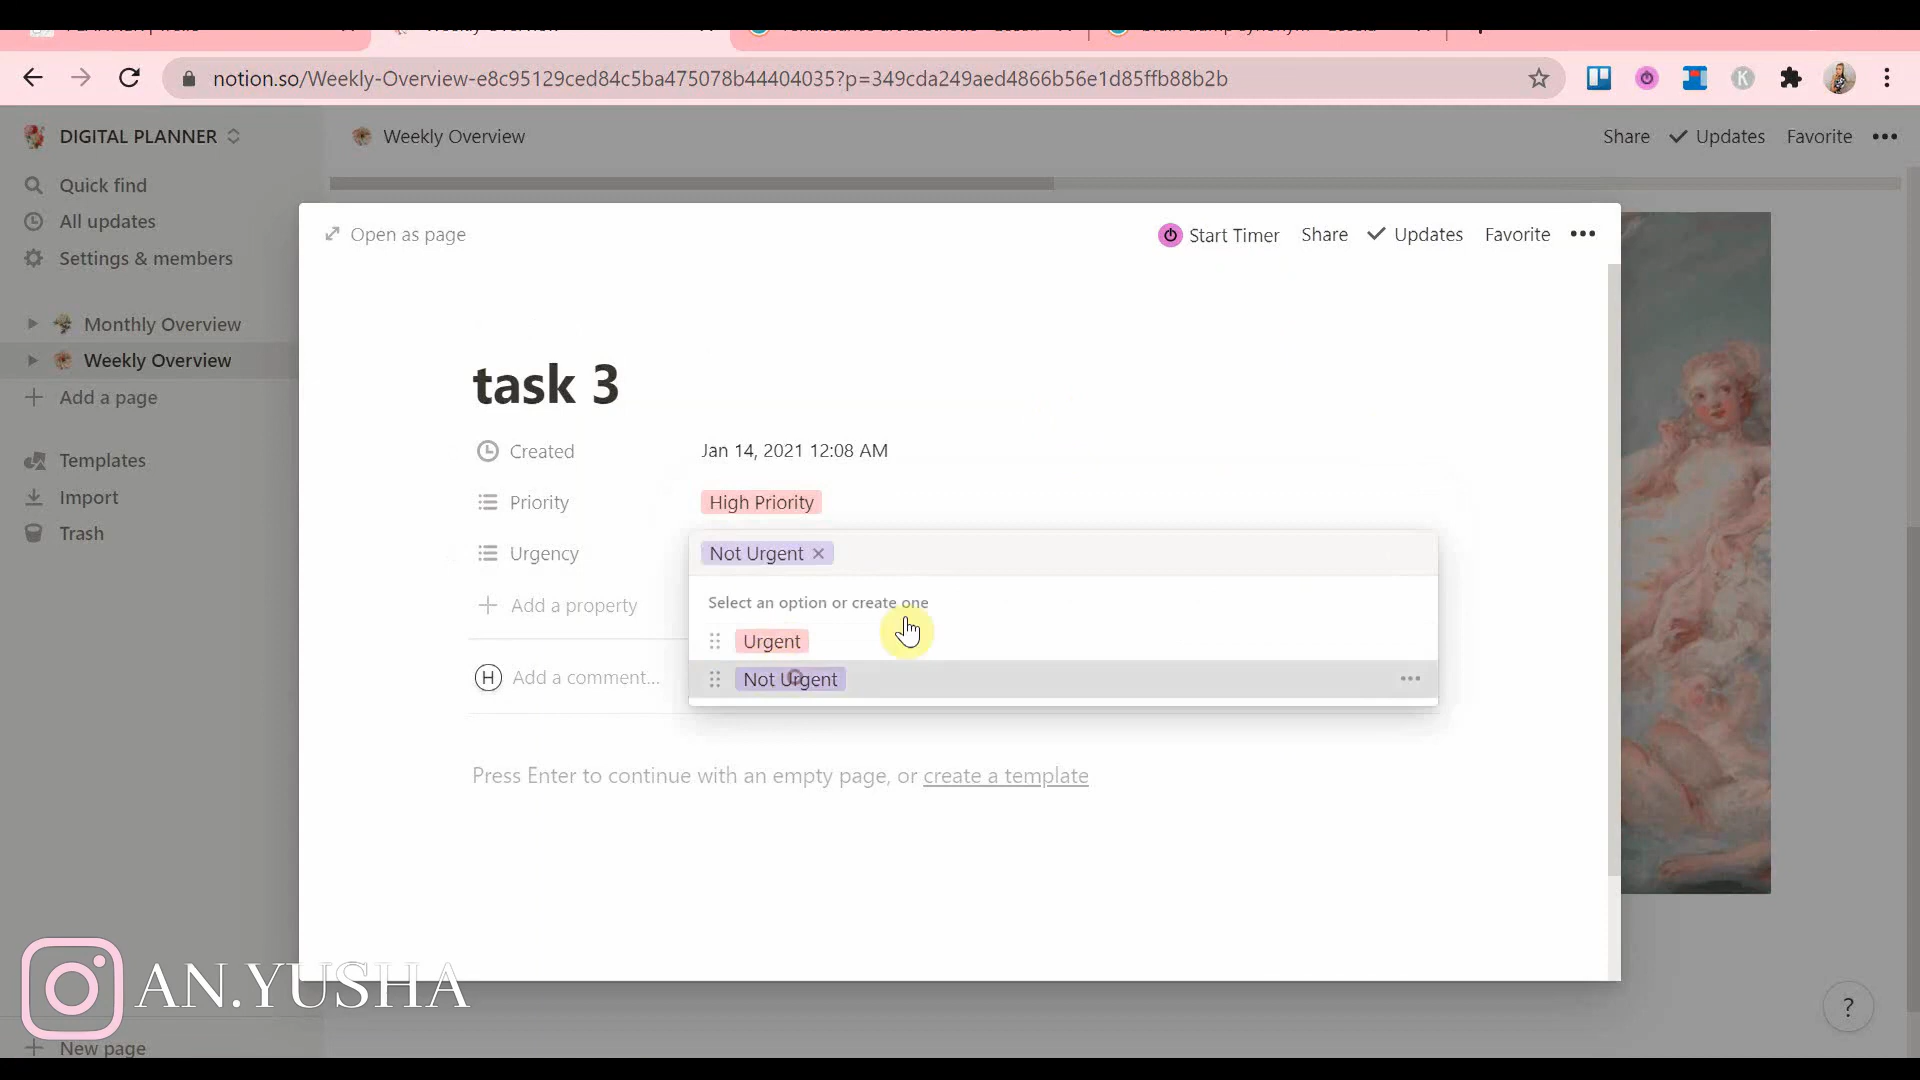 notion.so/Weekly-Overview-e8c95129ced84c5ba475078b44404035?p=349cda249aed4866b56e1d85ffb88b2b
K
DIGITAL PLANNER
Weekly Overview
Share
Updates
Favorite
Quick find
All updates
Settings & members
Monthly Overview
Weekly Overview
Add a page
Templates
Import
Trash
Open as page
Start Timer
Share
Updates
Favorite
task 3
Created
Jan 14, 2021 12:08 AM
Priority
High Priority
Urgency
Not Urgent
Add a property
Select an option or create one
Urgent
Not Urgent
H
Add a comment...
Press Enter to continue with an empty page, or create a template
AN.YUSHA
New page
?